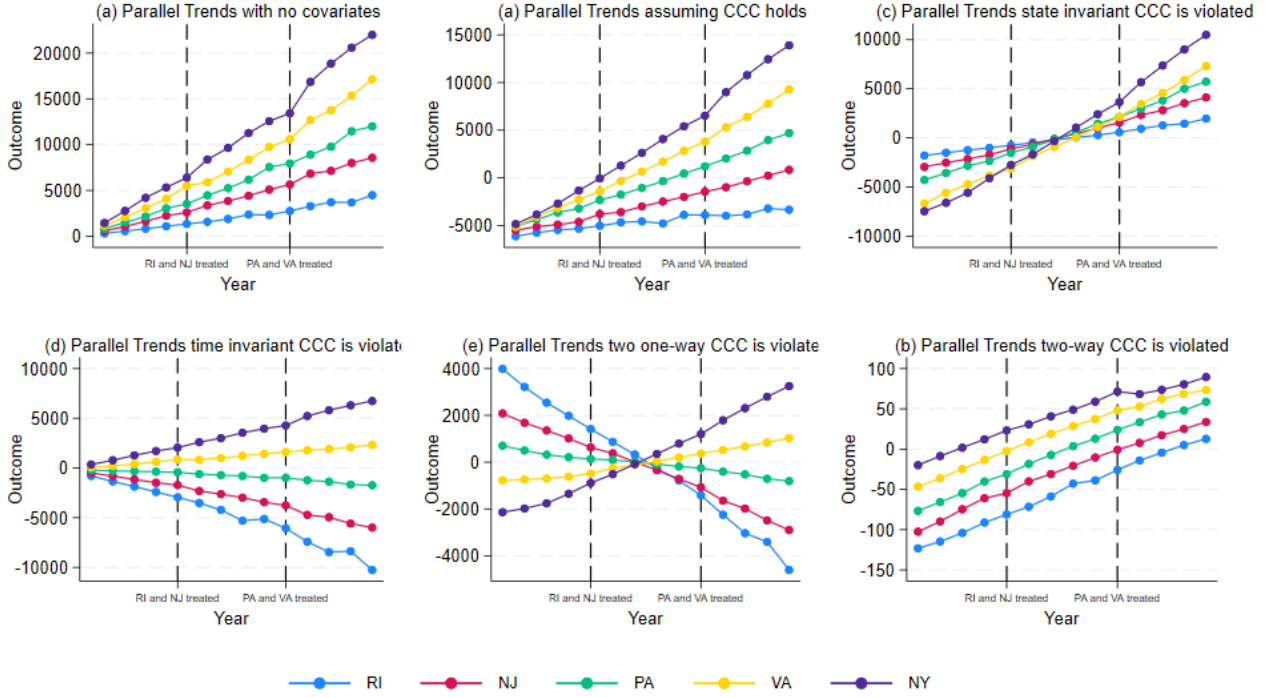 (a) Parallel Trends with no covariates
20000
15000
10000
5000
0
Outcome
RI and NJ treated
PA and VA treated
Year
(a) Parallel Trends assuming CCC holds
15000
10000
5000
0
-5000
Outcome
RI and NJ treated
PA and VA treated
Year
(c) Parallel Trends state invariant CCC is violated
10000
5000
0
-5000
-10000
Outcome
RI and NJ treated
PA and VA treated
Year
(d) Parallel Trends time invariant CCC is violate
10000
5000
0
-5000
-10000
Outcome
RI and NJ treated
PA and VA treated
Year
(e) Parallel Trends two one-way CCC is violate
4000
2000
0
-2000
-4000
Outcome
RI and NJ treated
PA and VA treated
Year
(b) Parallel Trends two-way CCC is violated
100
50
0
-50
-100
-150
Outcome
RI and NJ treated
PA and VA treated
Year
RI
NJ
PA
VA
NY